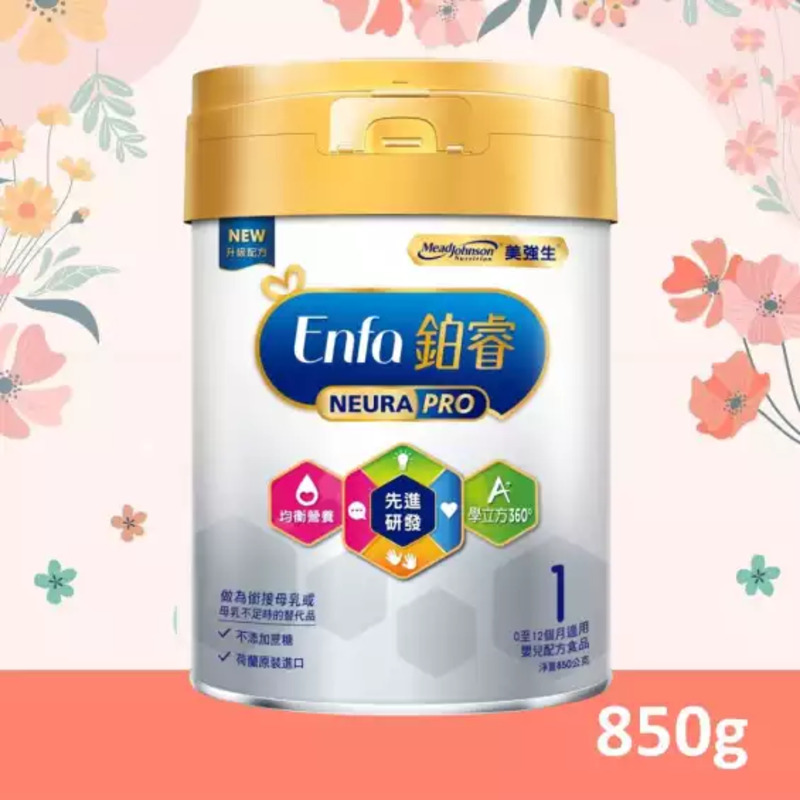 NEW
升級配方
MeadJohnson
Nutrition
美強生
Enfa 鉑睿
NEURA PRO
均衡營養
先進
研發
A+
學立方360°
做為銜接母乳或
母乳不足時的替代品
不添加蔗糖
荷蘭原裝進口
1
0至12個月適用
嬰兒配方食品
淨重850公克
850g